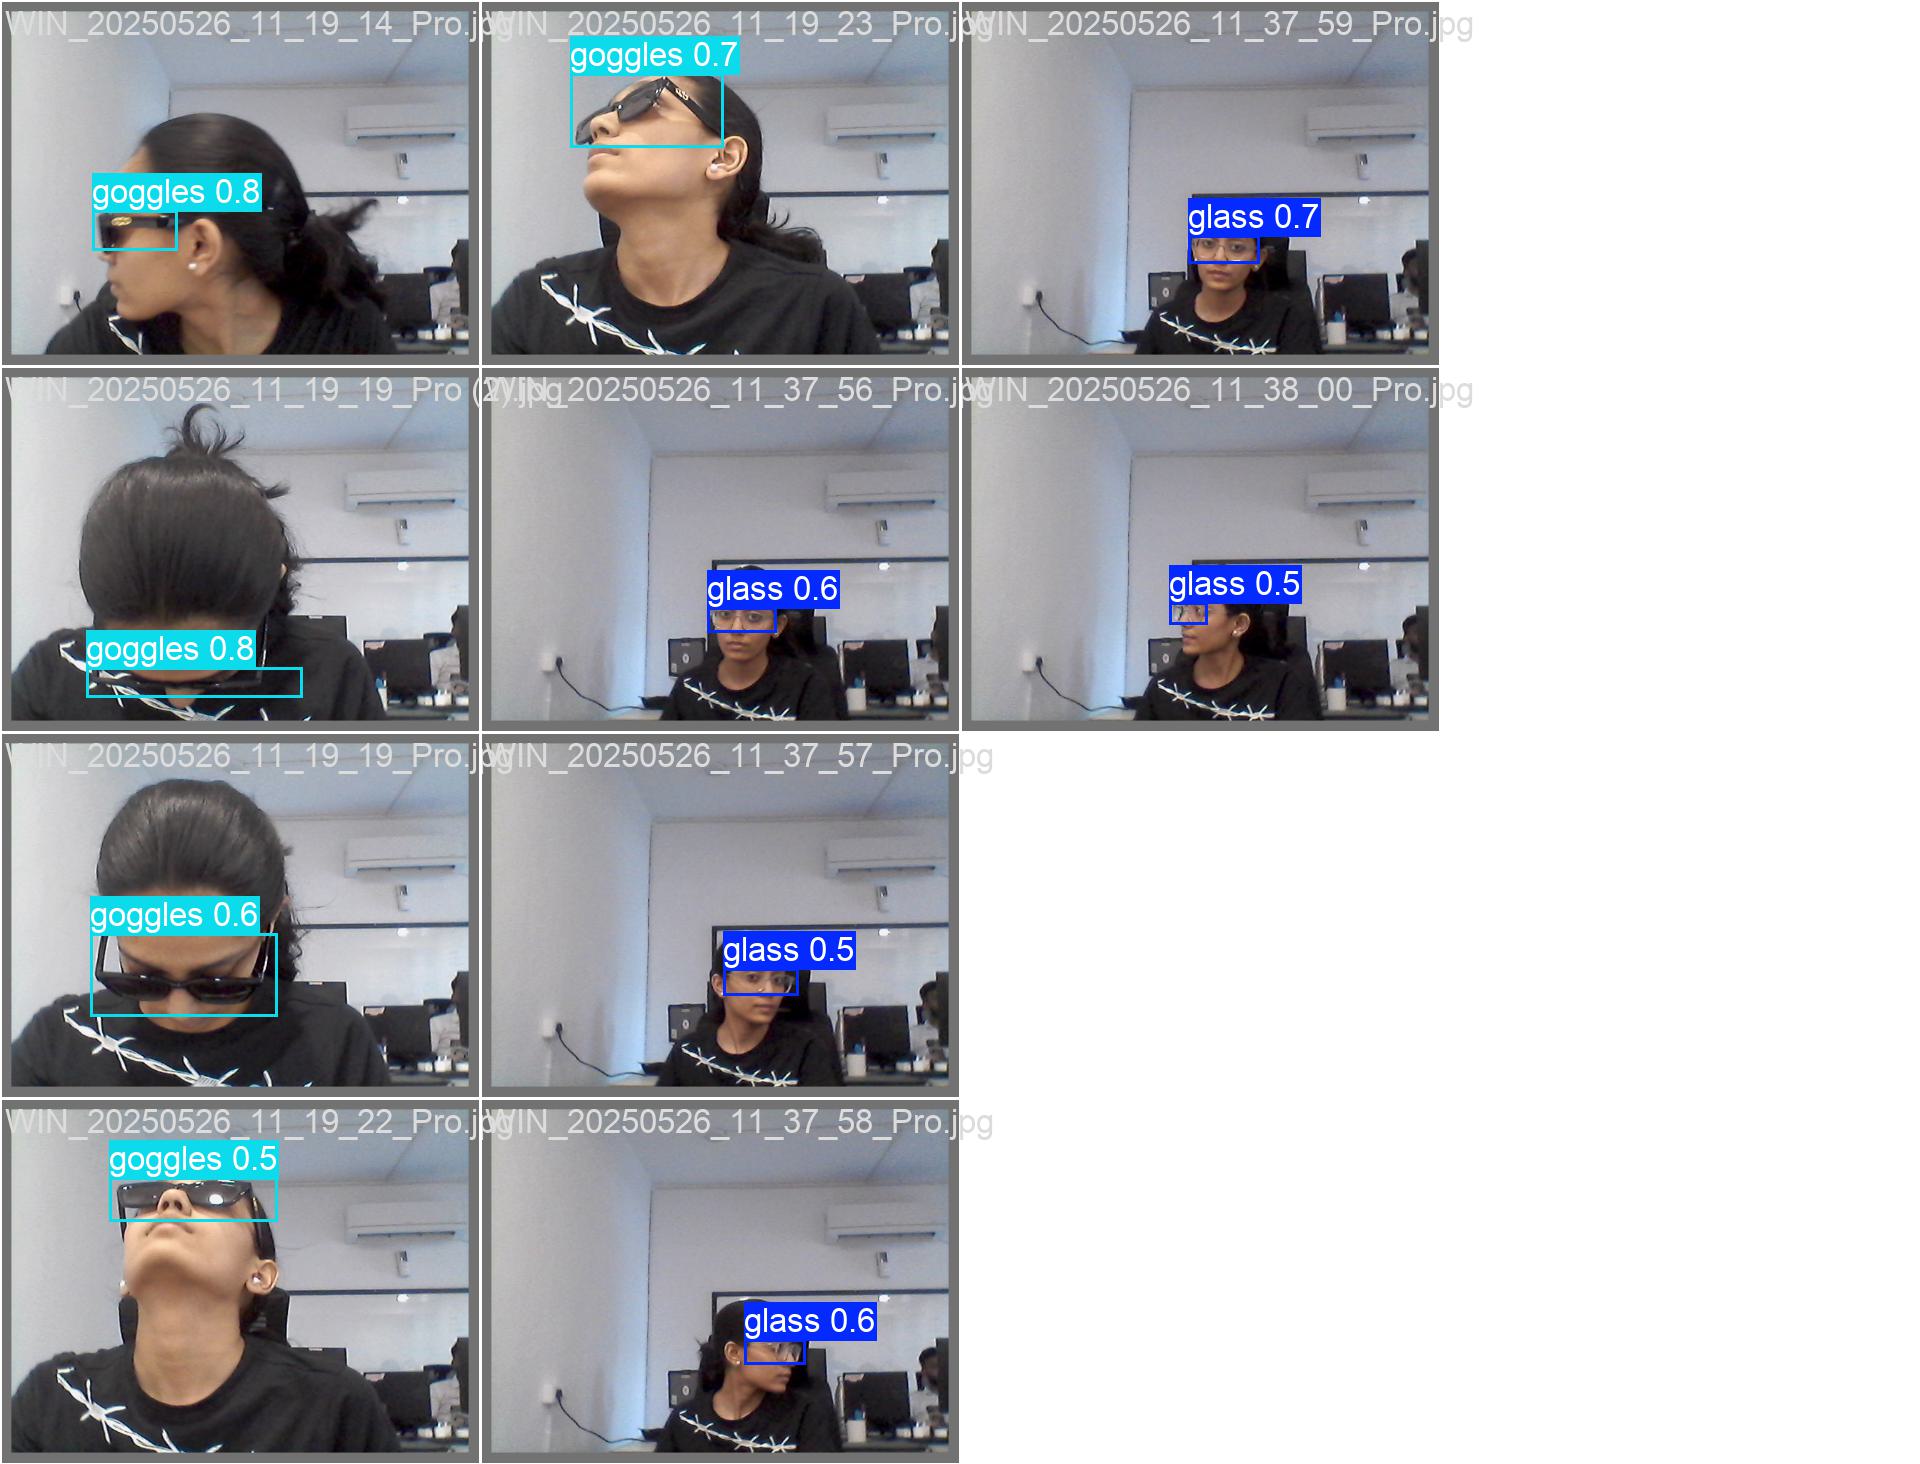 WIN_20250526_11_19_14_Pro.jpg
goggles 0.8
WIN_20250526_11_19_23_Pro.jpg
goggles 0.7
WIN_20250526_11_37_59_Pro.jpg
glass 0.7
WIN_20250526_11_19_19_Pro (2).jpg
goggles 0.8
WIN_20250526_11_37_56_Pro.jpg
glass 0.6
WIN_20250526_11_38_00_Pro.jpg
glass 0.5
WIN_20250526_11_19_19_Pro.jpg
goggles 0.6
WIN_20250526_11_37_57_Pro.jpg
glass 0.5
WIN_20250526_11_19_22_Pro.jpg
goggles 0.5
WIN_20250526_11_37_58_Pro.jpg
glass 0.6